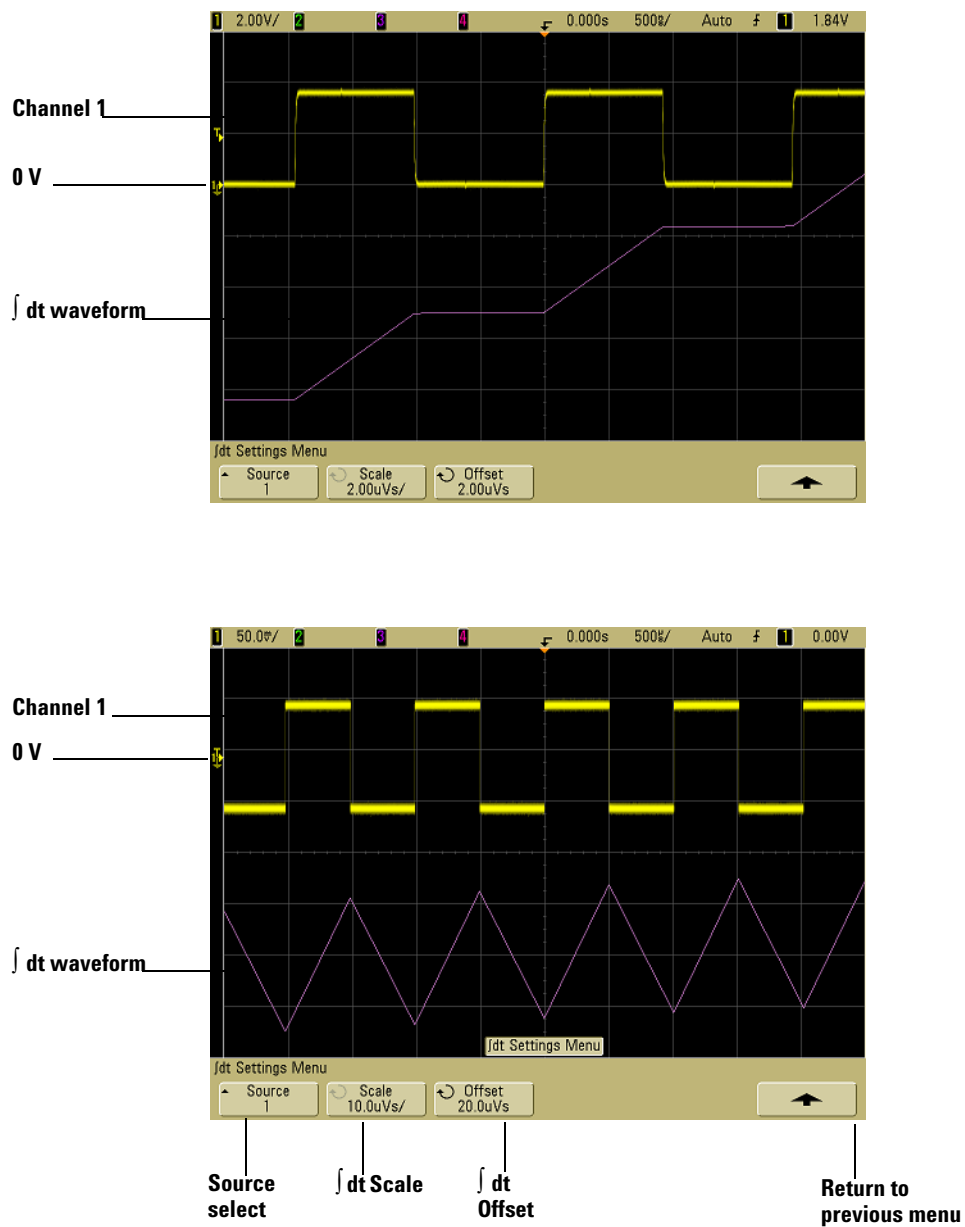 1 2.00V/ 2 3 4 0.000s 500㎱/ Auto 1 1.84V
Channel 1
T
0 V
1
∫ dt waveform
∫dt Settings Menu
Source
1
Scale
2.00uVs/
Offset
2.00uVs
1 50.0㎷/ 2 3 4 0.000s 500㎲/ Auto 1 0.00V
Channel 1
0 V
∫ dt waveform
∫dt Settings Menu
∫dt Settings Menu
Source
1
Scale
10.0uVs/
Offset
20.0uVs
Source
select
∫ dt Scale
∫ dt
Offset
Return to
previous menu